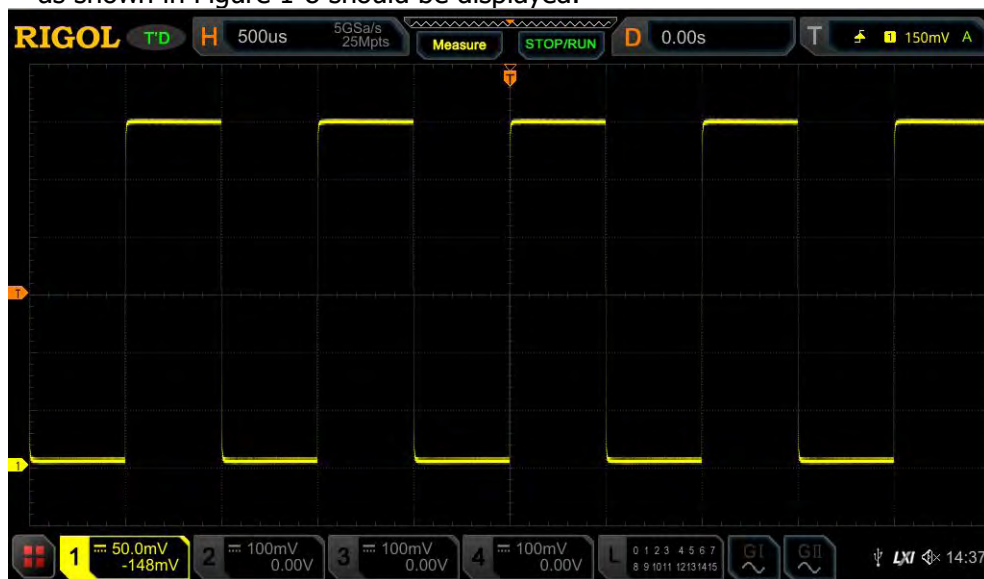 as shown in Figure 1-6 should be displayed.
RIGOL T'D H 500us 5GSa/s 25Mpts Measure STOP/RUN D 0.00s T 1 150mV A
T
T
1
1 50.0mV -148mV 2 100mV 0.00V 3 100mV 0.00V 4 100mV 0.00V L 0 1 2 3 4 5 6 7 8 9 10 11 12 13 14 15 GI GII LXI 14:37